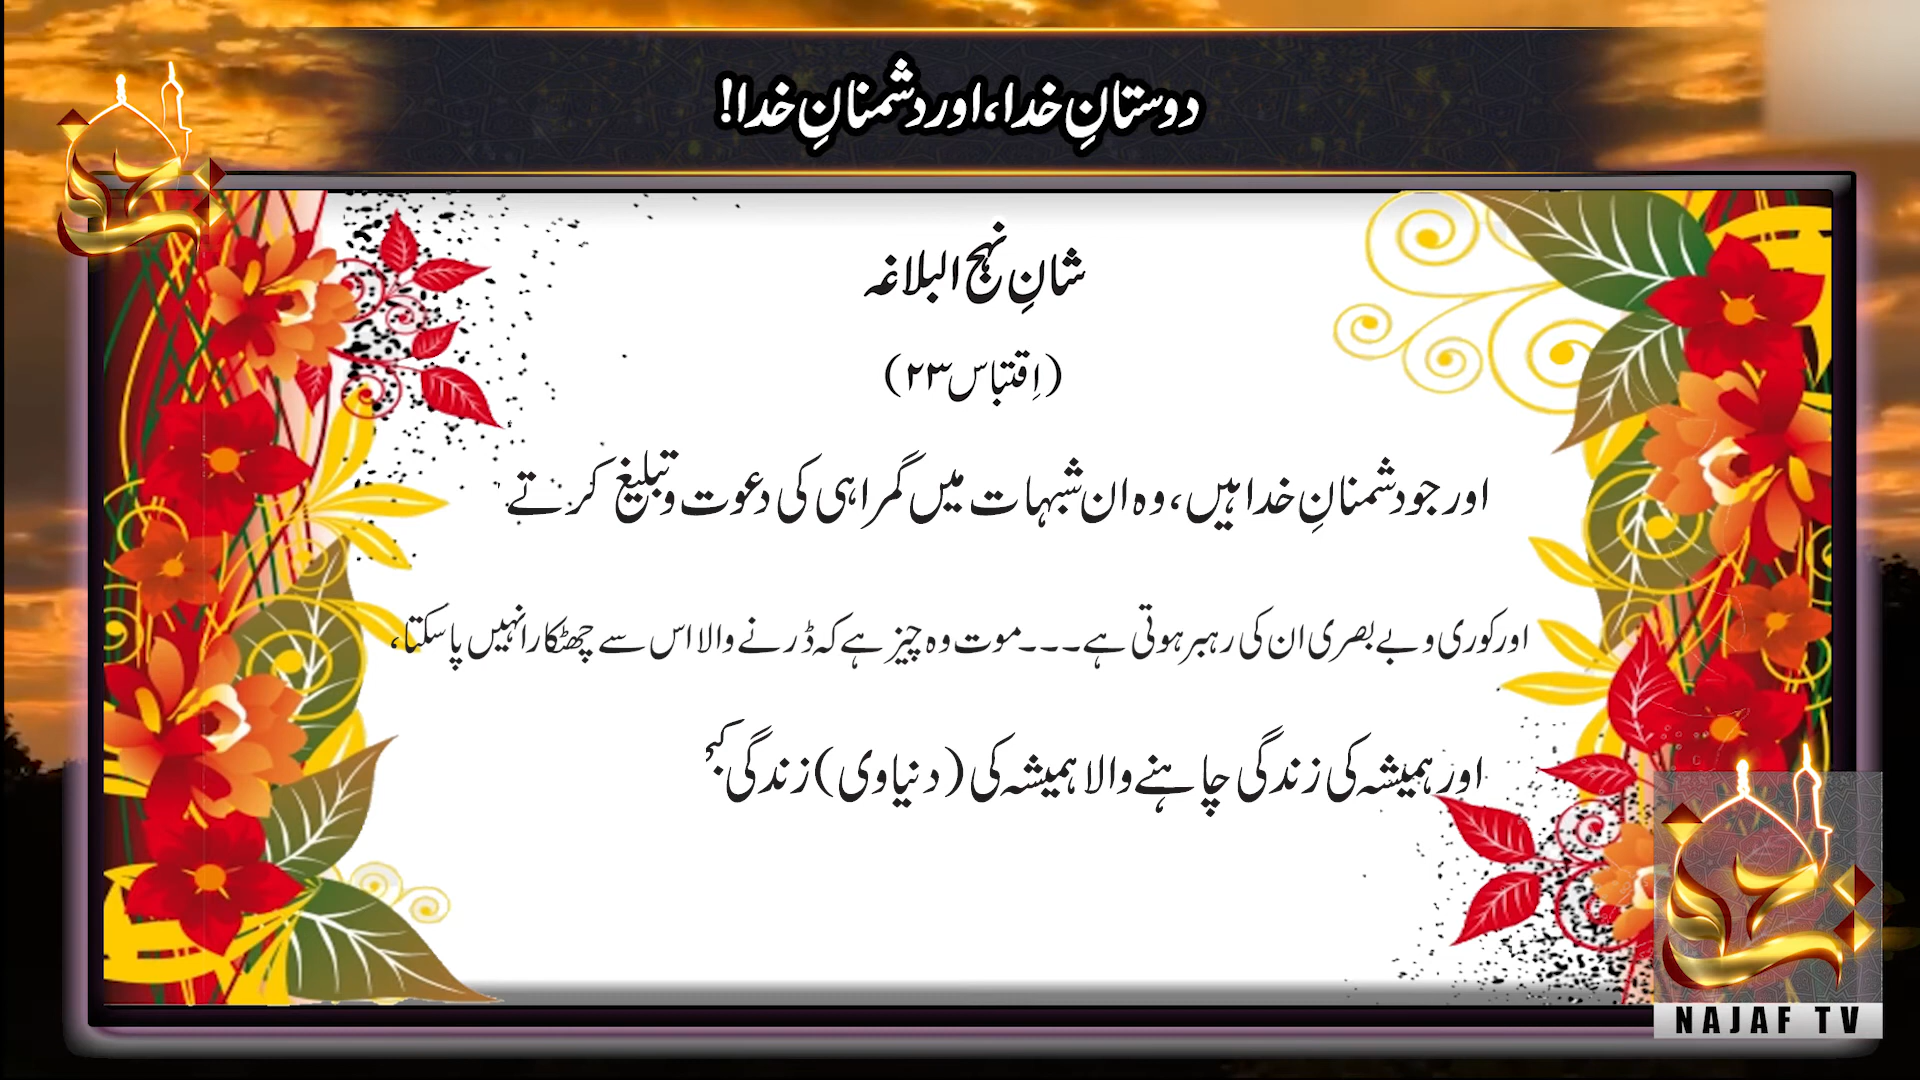 دوستانِ خدا، اور دشمنانِ خدا!
شانِ نہج البلاغہ
(اِقتباس ۲۳)
اور جو دشمنانِ خدا ہیں، وہ ان شبہات میں گمراہی کی دعوت و تبلیغ کرتے
اور کوری و بے بصری ان کی رہبر ہوتی ہے۔۔۔ موت وہ چیز ہے کہ ڈرنے والا اس سے چھٹکارا نہیں پا سکتا،
اور ہمیشہ کی زندگی چاہنے والا ہمیشہ کی (دنیاوی) زندگی
NAJAF TV